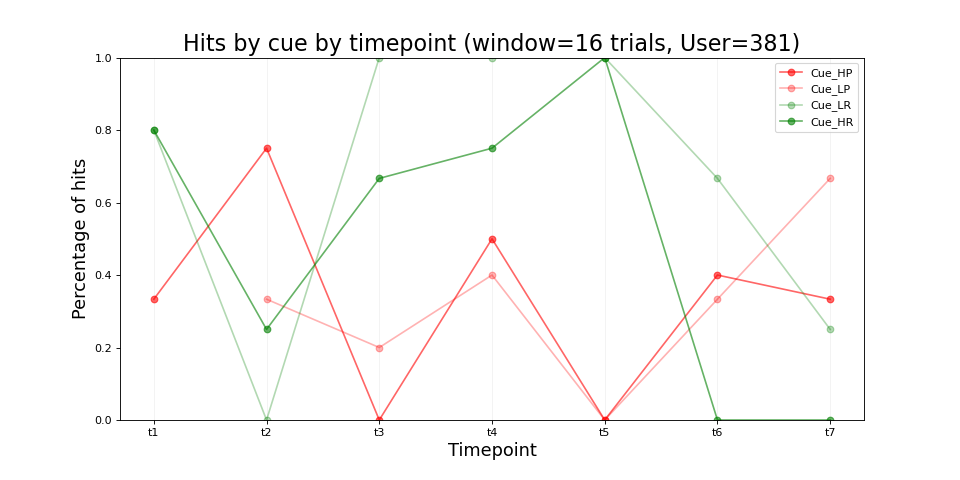 Hits by cue by timepoint (window=16 trials, User=381)
Percentage of hits
1.0
0.8
0.6
0.4
0.2
0.0
Cue_HP
Cue_LP
Cue_LR
Cue_HR
t1 t2 t3 t4 t5 t6 t7
Timepoint